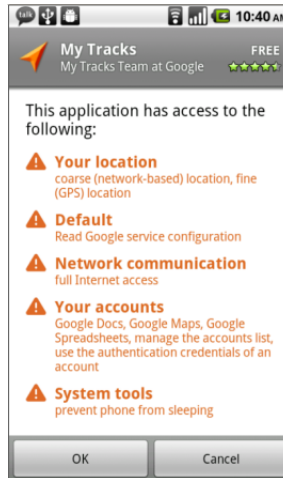 talk
10:40 AM
My Tracks
FREE
My Tracks Team at Google
This application has access to the
following:
Your location
coarse (network-based) location, fine
(GPS) location
Default
Read Google service configuration
Network communication
full Internet access
Your accounts
Google Docs, Google Maps, Google
Spreadsheets, manage the accounts list,
use the authentication credentials of an
account
System tools
prevent phone from sleeping
OK
Cancel